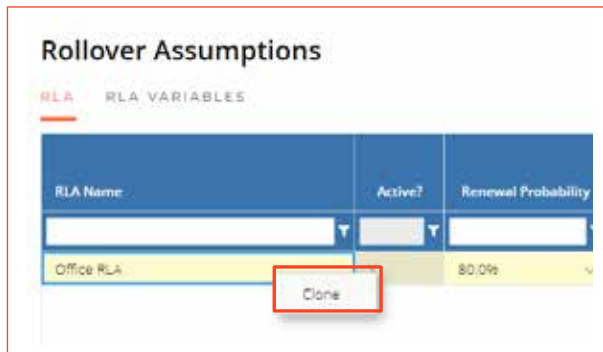 Rollover Assumptions
RLA RLA VARIABLES
RLA Name Active? Renewal Probability
Office RLA 80.0%
Clone